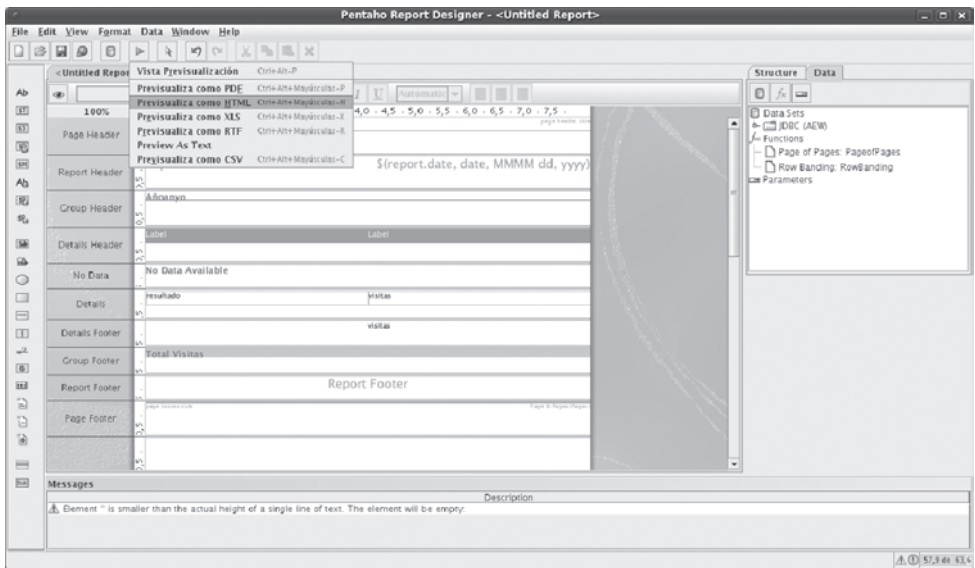 Pentaho Report Designer - <Untitled Report>
File Edit View Format Data Window Help
<Untitled Repor
Vista Previsualización Ctrl+Alt-P
Previsualiza como PDF Ctrl+Alt+Mayúsculas-P
Previsualiza como HTML Ctrl+Alt+Mayúsculas-H
Previsualiza como XLS Ctrl+Alt+Mayúsculas-X
Previsualiza como RTF Ctrl+Alt+Mayúsculas-R
Preview As Text
Previsualiza como CSV Ctrl+Alt+Mayúsculas-C
Automatic
100%
4,0 - 4,5 - 5,0 - 5,5 - 6,0 - 6,5 - 7,0 - 7,5 -
Page Header
Report Header
$(report.date, date, MMMM dd, yyyy)
Group Header
Añoanyo
Details Header
Label Label
No Data
No Data Available
Details
resultado visitas
Details Footer
visitas
Group Footer
Total Visitas
Report Footer
Report Footer
Page Footer
Structure Data
Data Sets
JDBC (AEW)
Functions
Page of Pages: PageofPages
Row Banding: RowBanding
Parameters
Messages
Description
Element '' is smaller than the actual height of a single line of text. The element will be empty.
57,9 de 63,4